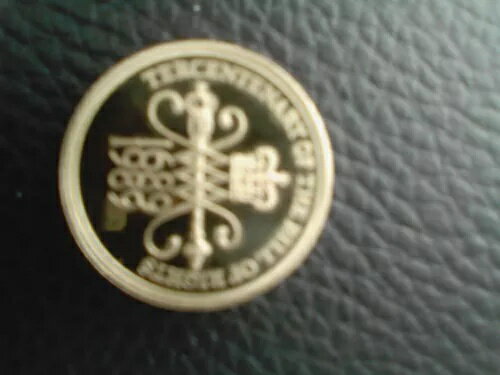 TERCENTENARY OF THE BILL OF RIGHTS
1689
1989